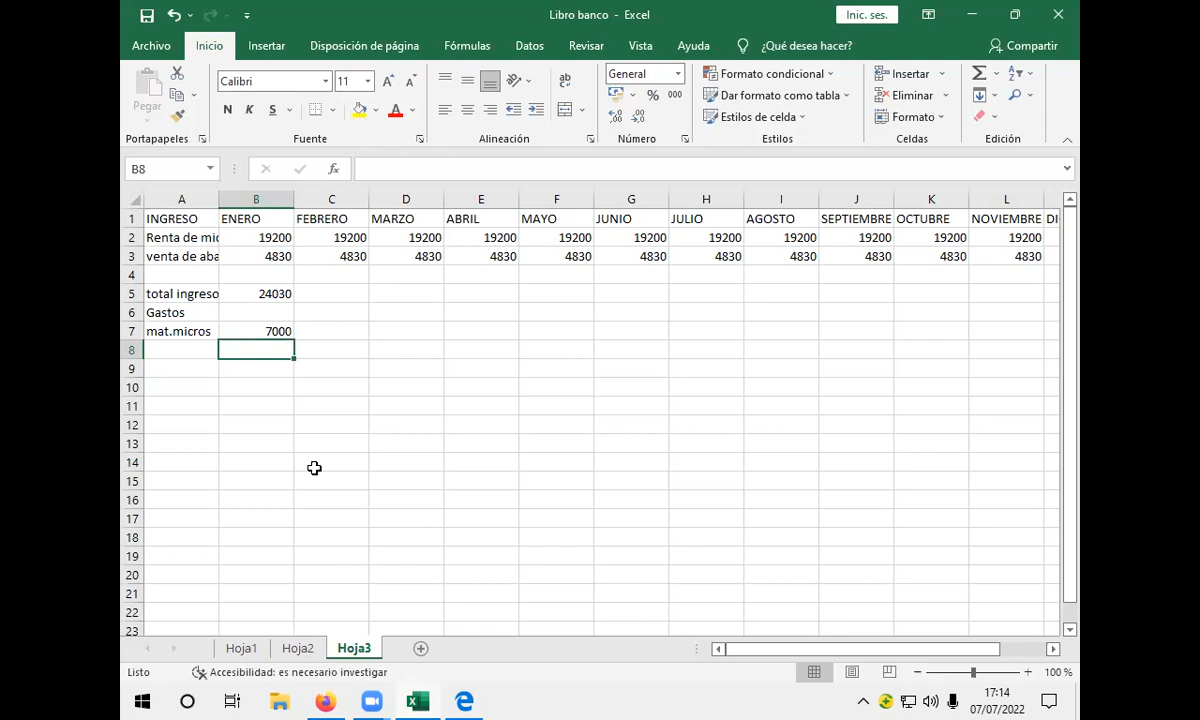 Libro banco - Excel
Inic. ses.
Archivo Inicio Insertar Disposición de página Fórmulas Datos Revisar Vista Ayuda ¿Qué desea hacer? Compartir
Pegar
Calibri 11
N K S
General
% 000
Formato condicional
Dar formato como tabla
Estilos de celda
Insertar
Eliminar
Formato
Portapapeles Fuente Alineación Número Estilos Celdas Edición
B8 fx
A B C D E F G H I J K L
1 INGRESO ENERO FEBRERO MARZO ABRIL MAYO JUNIO JULIO AGOSTO SEPTIEMBRE OCTUBRE NOVIEMBRE DI
2 Renta de mic 19200 19200 19200 19200 19200 19200 19200 19200 19200 19200 19200
3 venta de aba 4830 4830 4830 4830 4830 4830 4830 4830 4830 4830 4830
4
5 total ingreso 24030
6 Gastos
7 mat.micros 7000
8
9
10
11
12
13
14
15
16
17
18
19
20
21
22
23
Hoja1 Hoja2 Hoja3
Listo Accesibilidad: es necesario investigar 100 %
17:14
07/07/2022